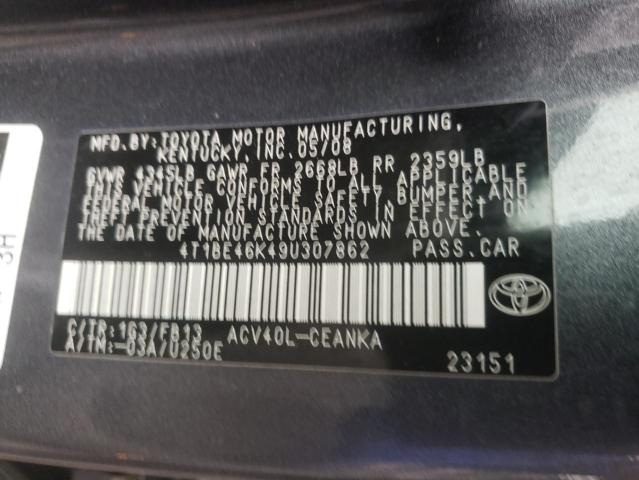 MFD.BY:TOYOTA MOTOR MANUFACTURING,
KENTUCKY, INC.05/08
GVWR 4345LB GAWR FR 2668LB RR 2359LB
THIS VEHICLE CONFORMS TO ALL APPLICABLE
FEDERAL MOTOR VEHICLE SAFETY, BUMPER AND
THEFT PREVENTION STANDARDS IN EFFECT ON
THE DATE OF MANUFACTURE SHOWN ABOVE.
4T1BE46K49U307862 PASS.CAR
C/TR:1G3/FB13 ACV40L-CEANKA
A/TM:-03A/U250E
23151